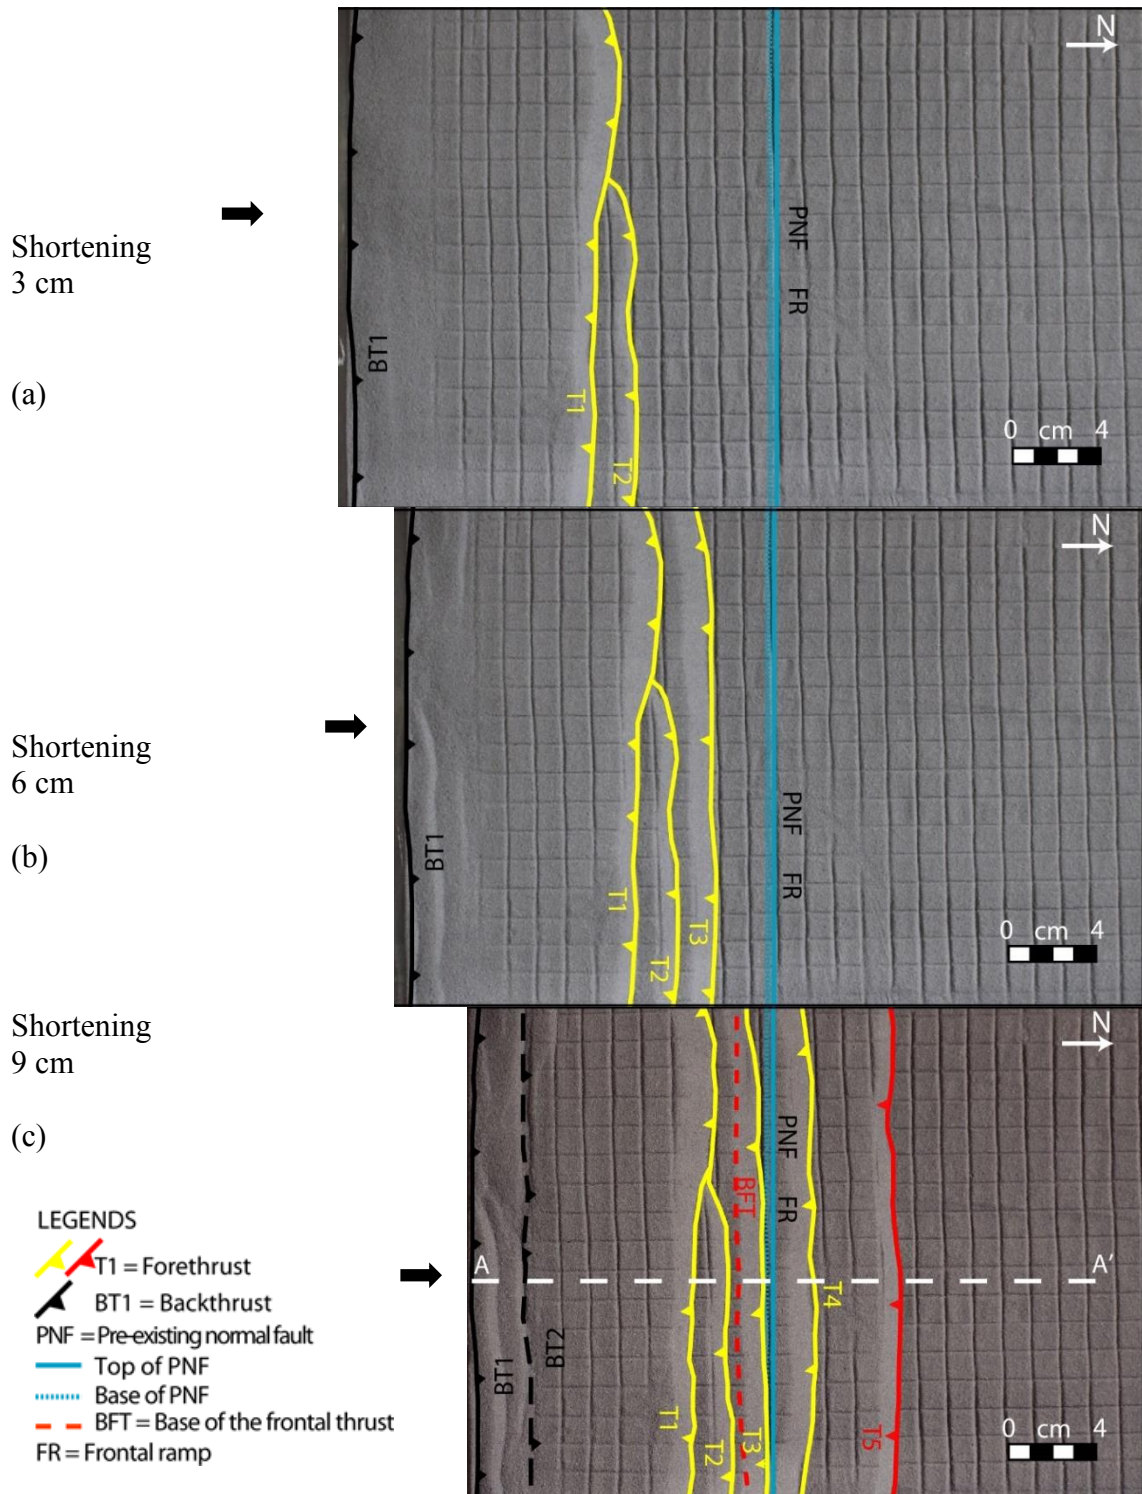 N
PNF
FR
Shortening
3 cm
BT1
(a)
T1
T2
0 cm 4
N
Shortening
6 cm
PNF
FR
BT1
(b)
T1
T2
T3
0 cm 4
Shortening
9 cm
N
(c)
PNF
FR
BFT
A
A'
T4
BT1
BT2
T1
T2
T3
T5
0 cm 4
LEGENDS
T1 = Forethrust
BT1 = Backthrust
PNF = Pre-existing normal fault
Top of PNF
Base of PNF
BFT = Base of the frontal thrust
FR = Frontal ramp